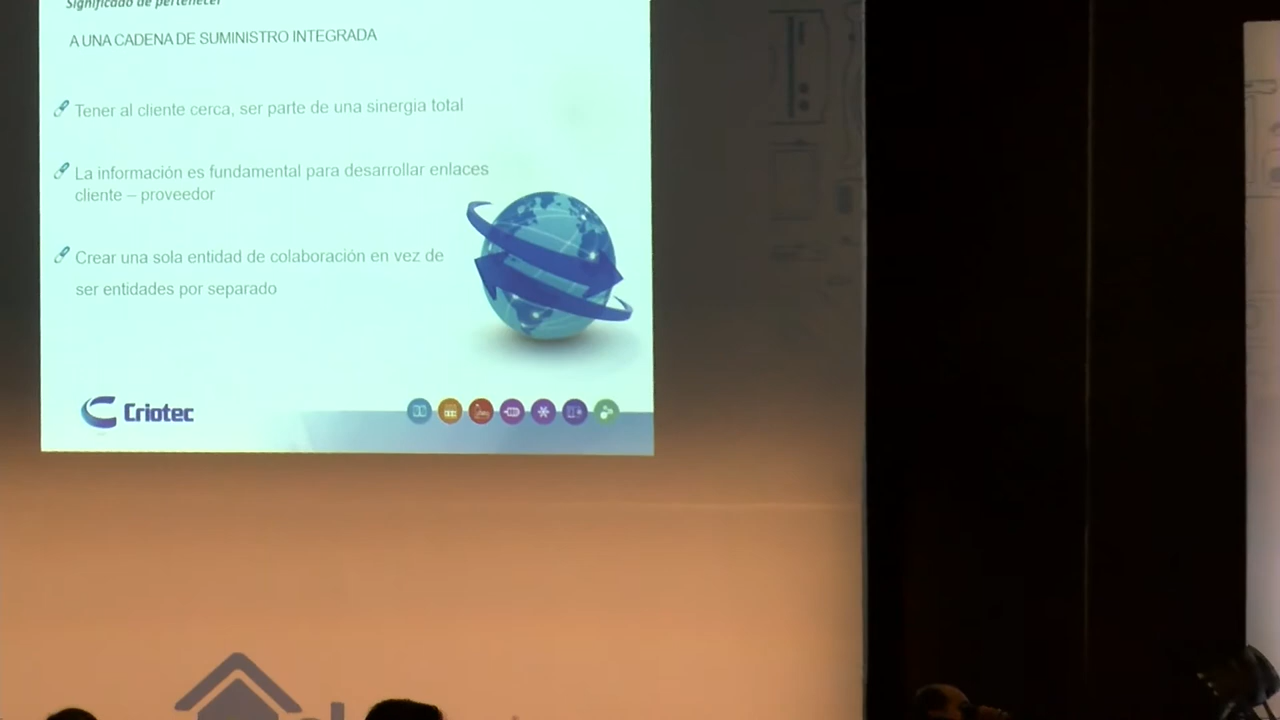 Significado de pertenecer
A UNA CADENA DE SUMINISTRO INTEGRADA
Tener al cliente cerca, ser parte de una sinergia total
La información es fundamental para desarrollar enlaces
cliente – proveedor
Crear una sola entidad de colaboración en vez de
ser entidades por separado
Criotec